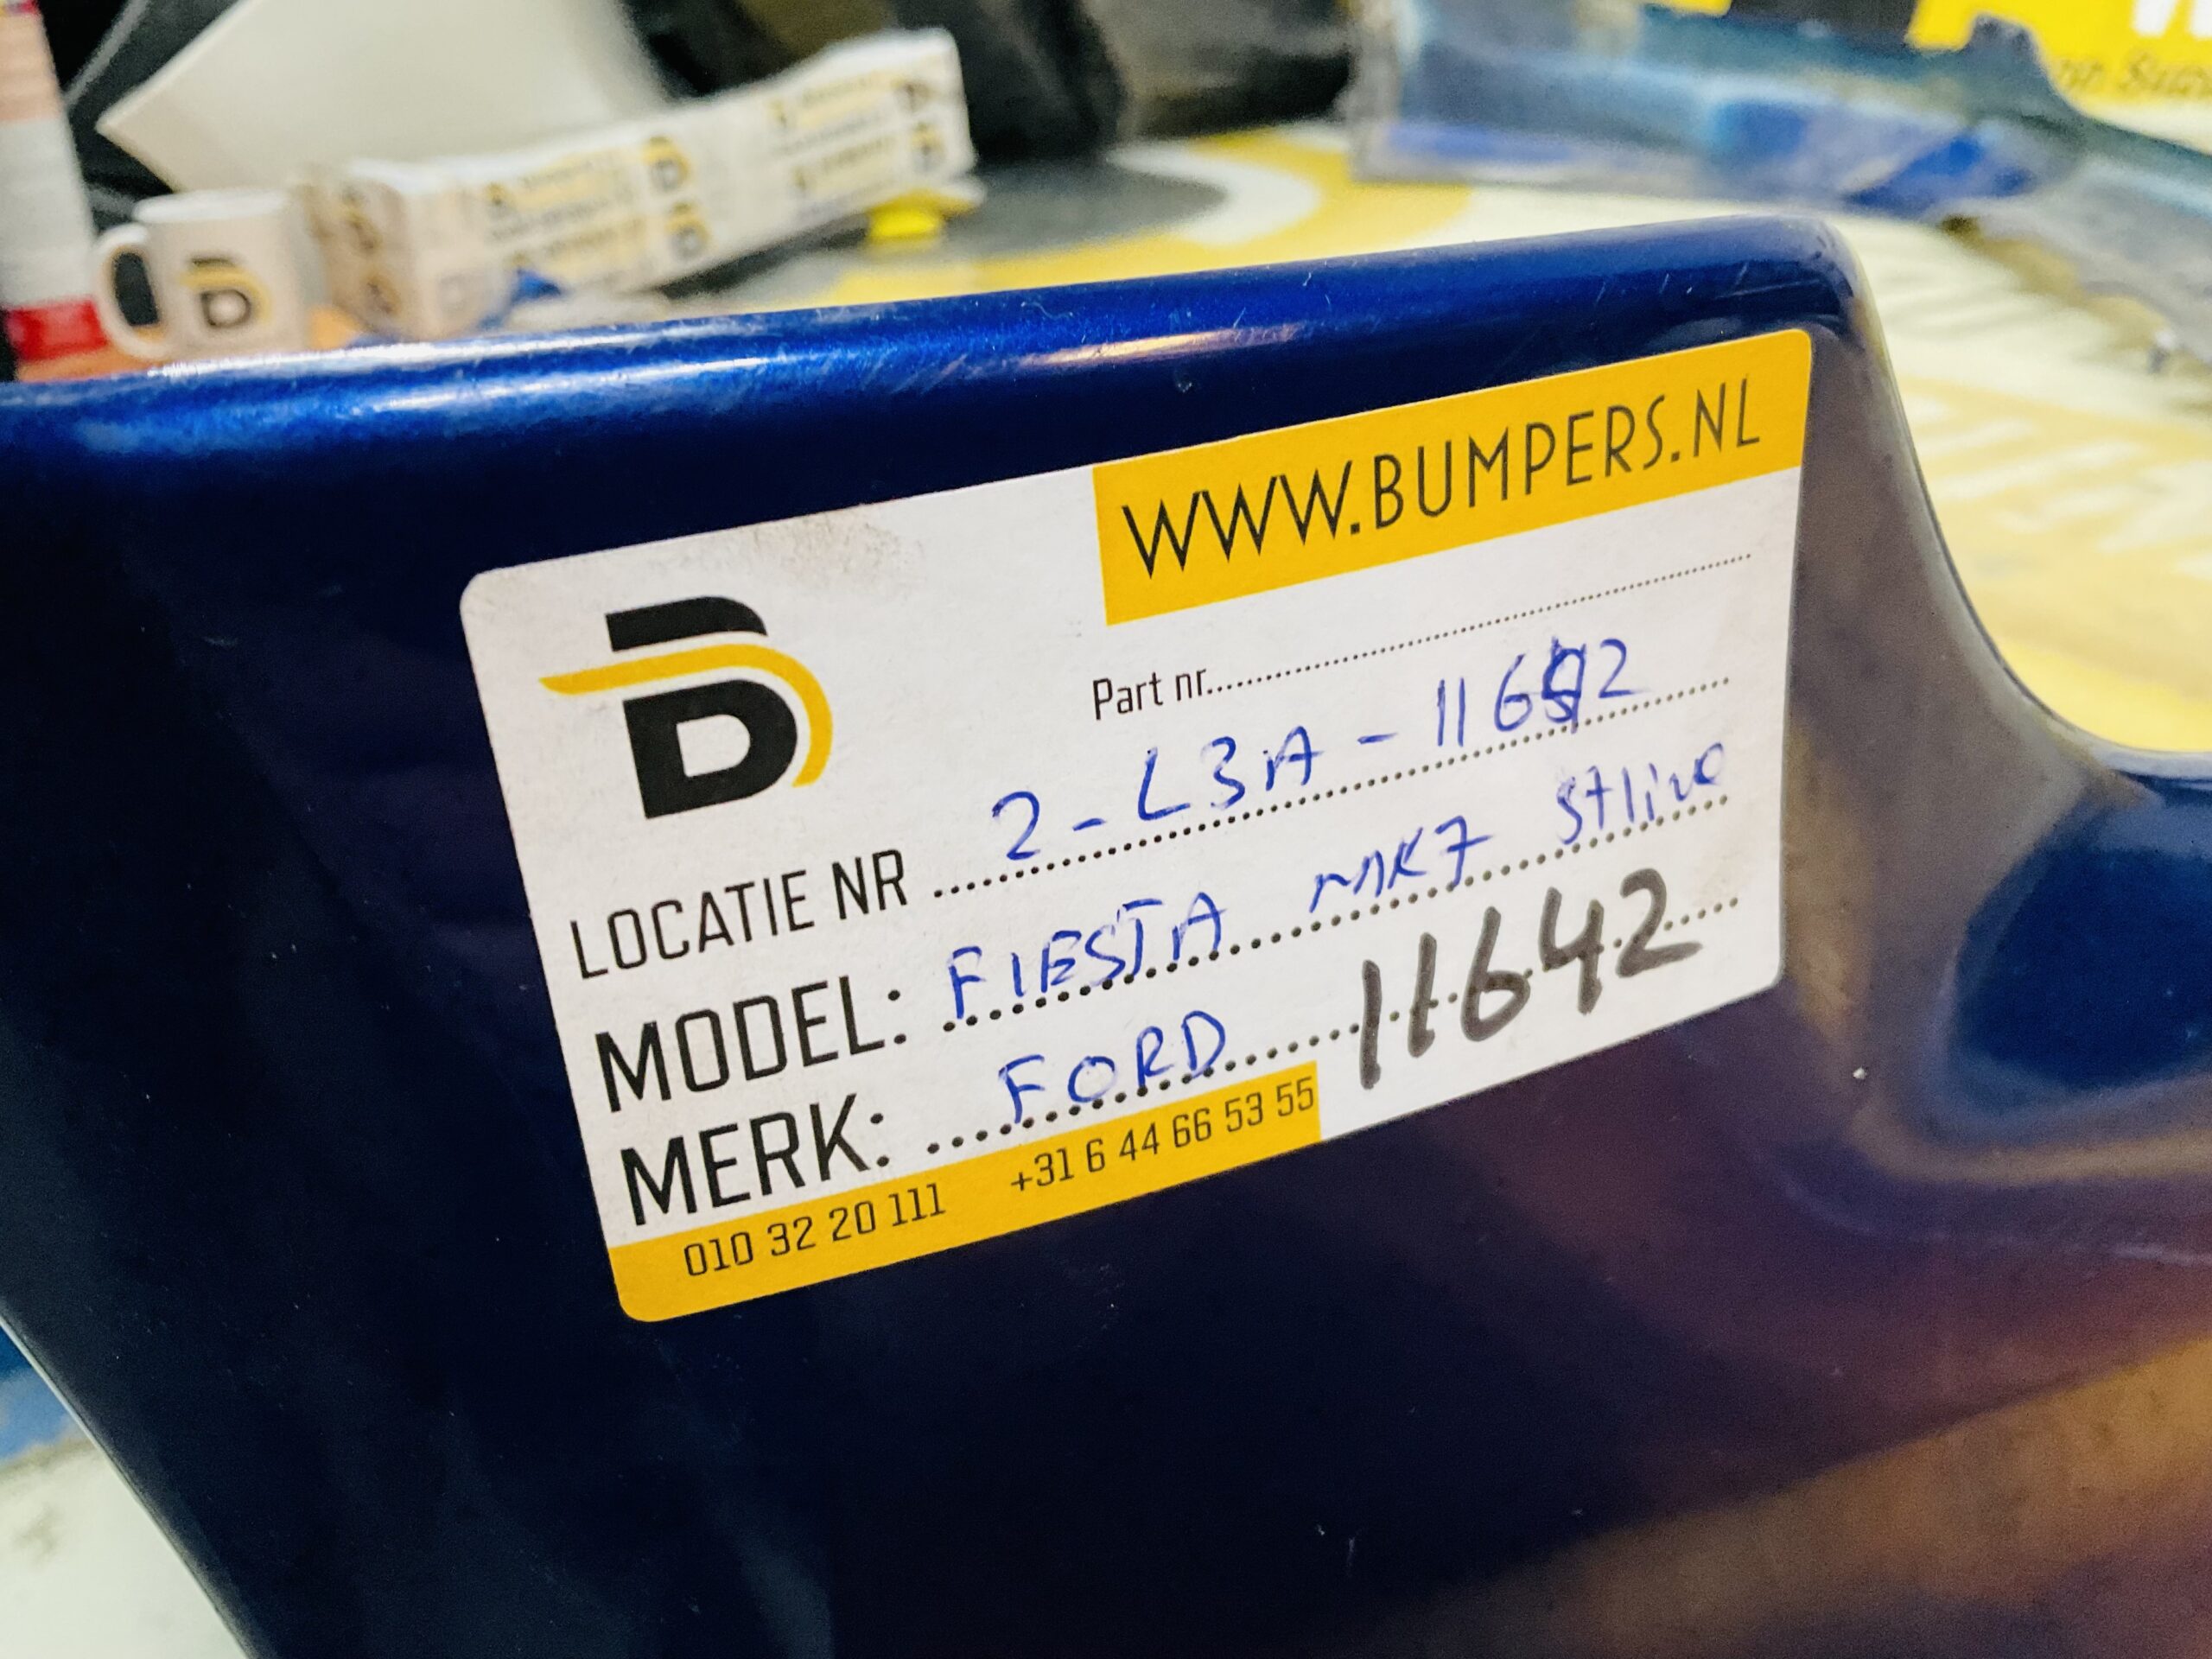 WWW.BUMPERS.NL
Part nr.
LOCATIE NR 2-L3A-11642
MODEL: FIESTA MK7 Stline
MERK: FORD 11642
010 32 20 111 +31 6 44 66 53 55